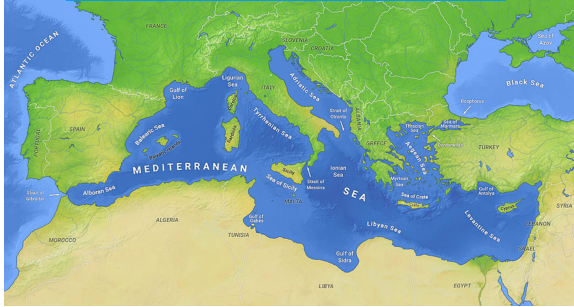 FRANCE
SLOVENIA
CROATIA
Sea of
Azov
ATLANTIC OCEAN
Black Sea
Ligurian
Sea
Gulf of
Lion
ITALY
Adriatic Sea
Bosphorus
PORTUGAL
SPAIN
Balearic Sea
Tyrrhenian Sea
Strait of
Otranto
ALBANIA
Thracian
Sea
Sea of
Marmara
GREECE
Aegean Sea
TURKEY
MEDITERRANEAN
Sicily
Ionian
Sea
Strait of
Messina
Myrtoan
Sea
Gulf of
Antalya
Strait of
Gibraltar
Alboran Sea
Sea of Sicily
MALTA
SEA
Sea of Crete
SYRIA
LEBANON
Levantine Sea
Gulf of
Gabes
ALGERIA
TUNISIA
Libyan Sea
MOROCCO
Gulf of
Sidra
ISRAEL
LIBYA
EGYPT